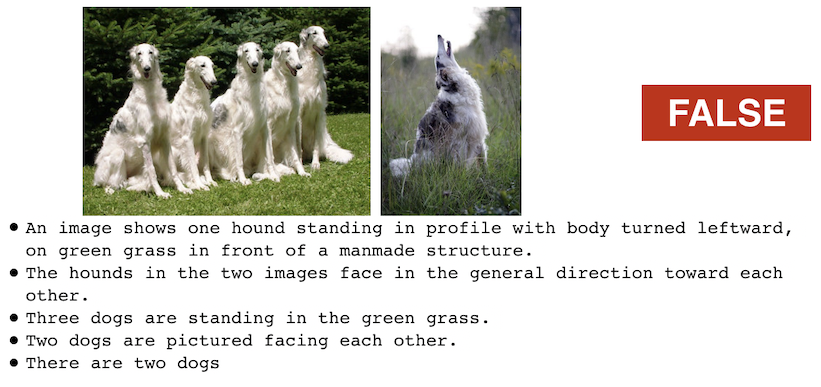 FALSE
• An image shows one hound standing in profile with body turned leftward,
on green grass in front of a manmade structure.
• The hounds in the two images face in the general direction toward each
other.
• Three dogs are standing in the green grass.
• Two dogs are pictured facing each other.
• There are two dogs